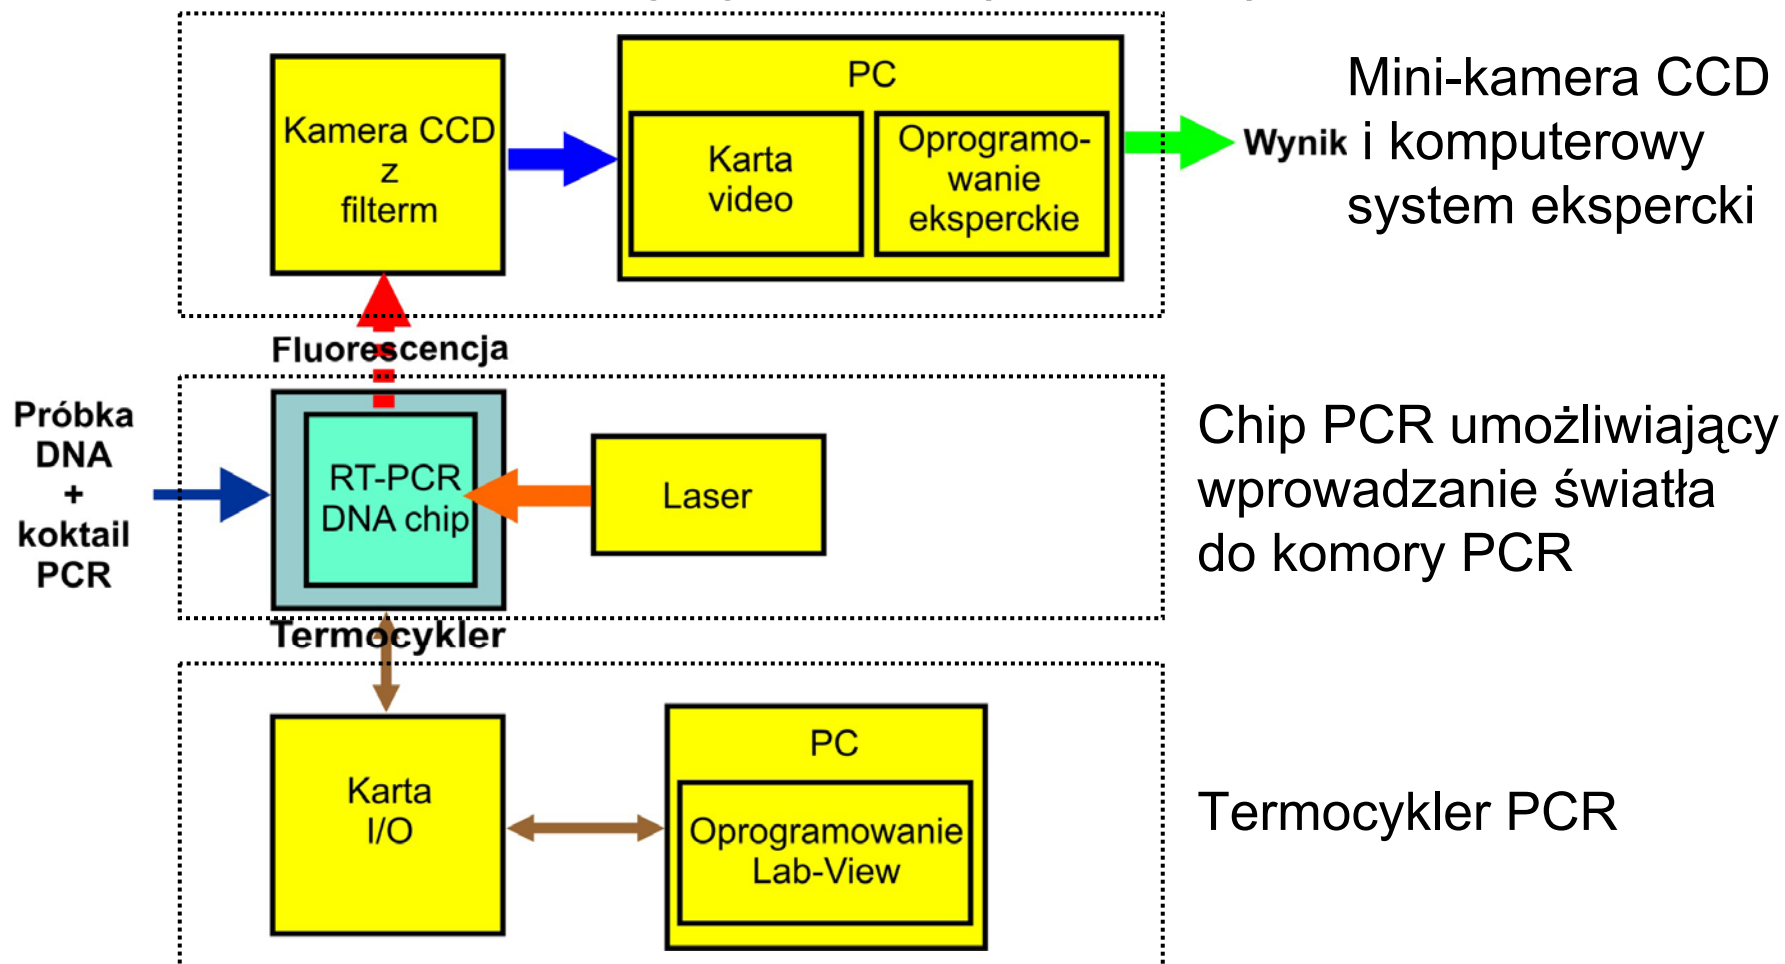 Kamera CCD
z
filterm
PC
Karta
video
Oprogramo-
wanie
eksperckie
Wynik
Mini-kamera CCD
i komputerowy
system ekspercki
Fluorescencja
Próbka
DNA
+
koktail
PCR
RT-PCR
DNA chip
Laser
Chip PCR umożliwiający
wprowadzanie światła
do komory PCR
Termocykler
Karta
I/O
PC
Oprogramowanie
Lab-View
Termocykler PCR